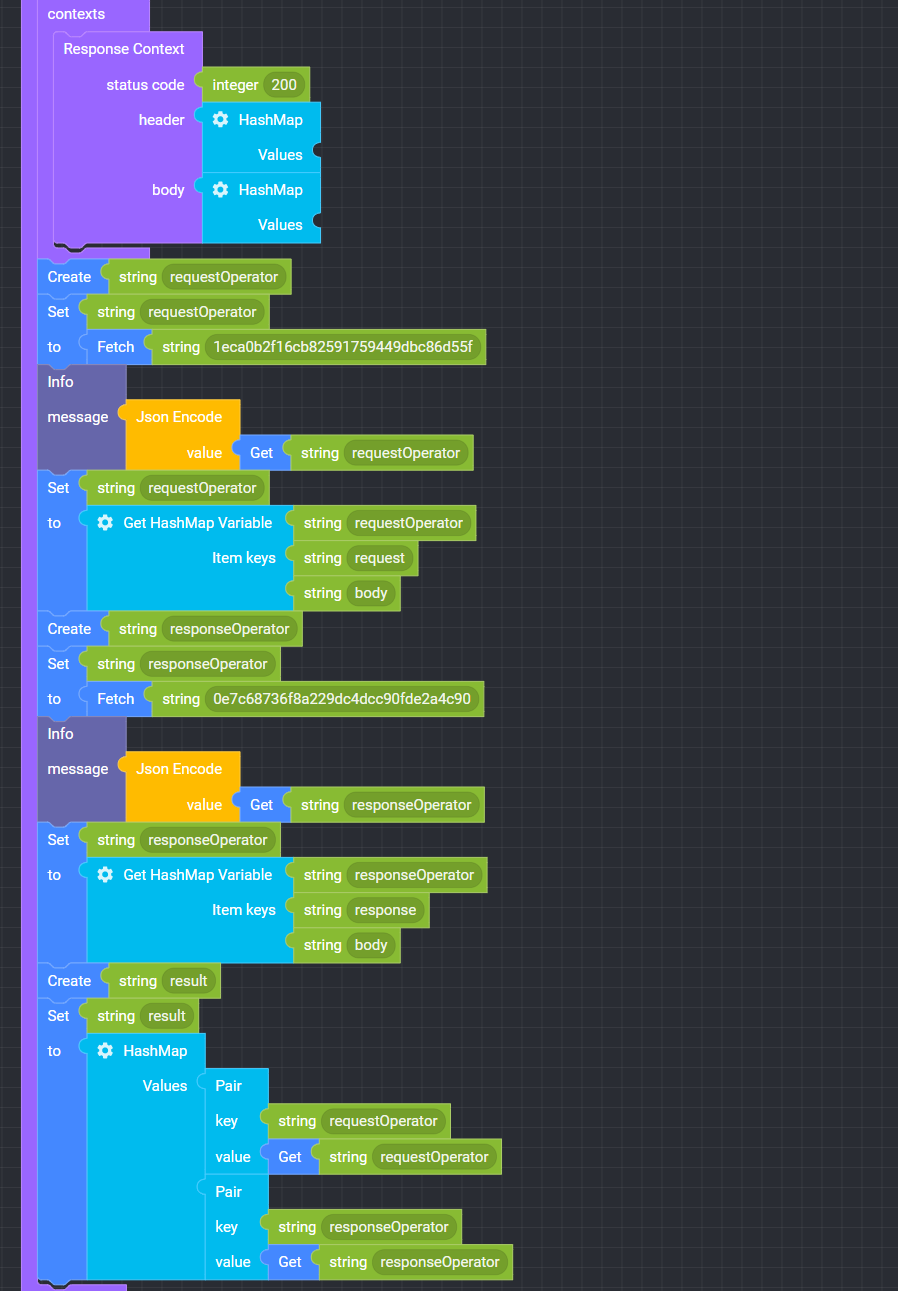 contexts
Response Context
status code integer 200
header HashMap
Values
body HashMap
Values
Create string requestOperator
Set string requestOperator
to Fetch string 1eca0b2f16cb82591759449dbc86d55f
Info
message Json Encode
value Get string requestOperator
Set string requestOperator
to Get HashMap Variable string requestOperator
Item keys string request
string body
Create string responseOperator
Set string responseOperator
to Fetch string 0e7c68736f8a229dc4dcc90fde2a4c90
Info
message Json Encode
value Get string responseOperator
Set string responseOperator
to Get HashMap Variable string responseOperator
Item keys string response
string body
Create string result
Set string result
to HashMap
Values Pair
key string requestOperator
value Get string requestOperator
Pair
key string responseOperator
value Get string responseOperator